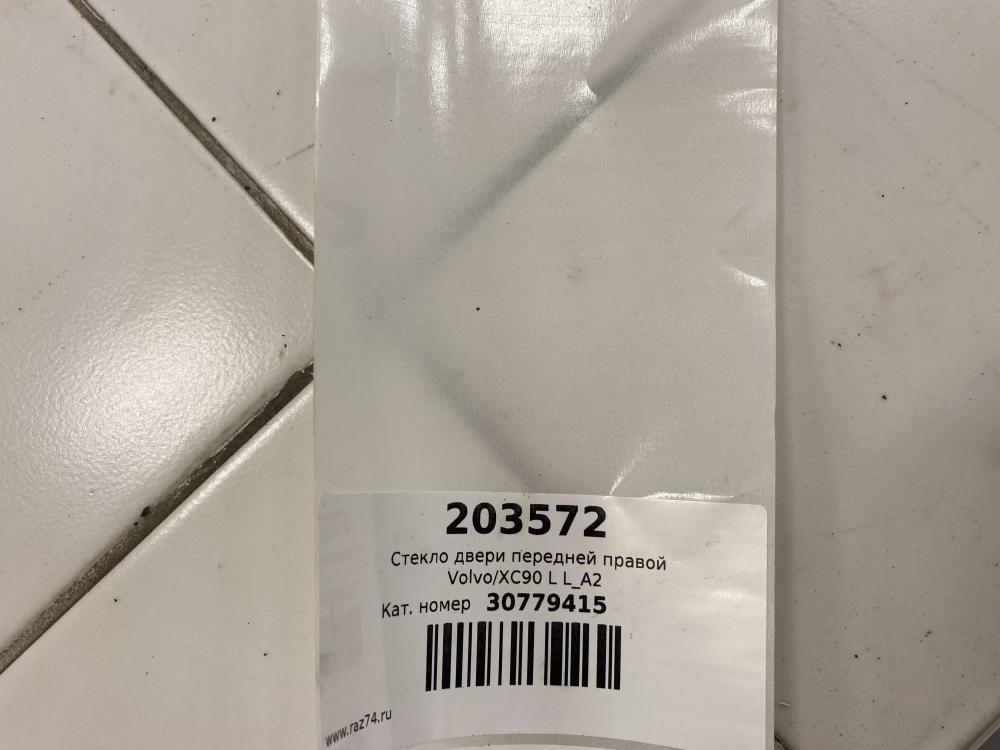 203572
Стекло двери передней правой
Volvo/XC90 L L_A2
Кат. номер 30779415
www.raz74.ru